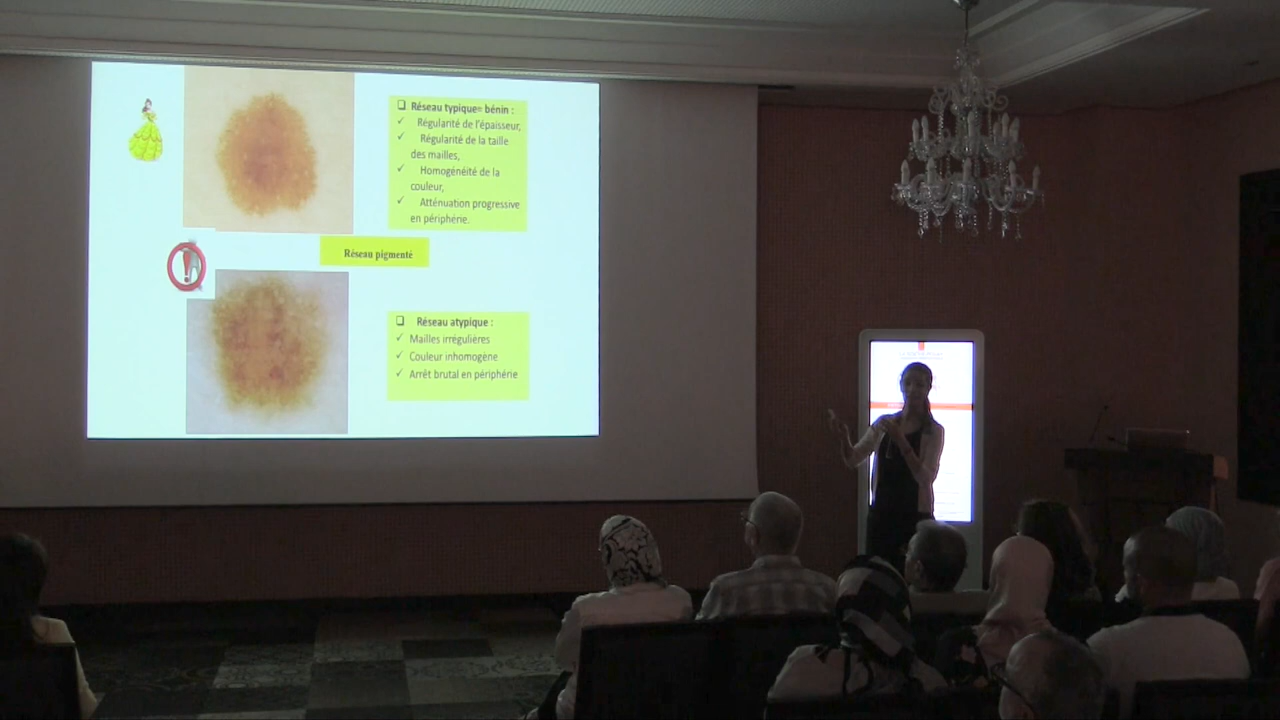 ❑ Réseau typique= bénin :
✓ Régularité de l'épaisseur,
✓ Régularité de la taille
des mailles,
✓ Homogénéité de la
couleur,
✓ Atténuation progressive
en périphérie.
Réseau pigmenté
❑ Réseau atypique :
✓ Mailles irrégulières
✓ Couleur inhomogène
✓ Arrêt brutal en périphérie